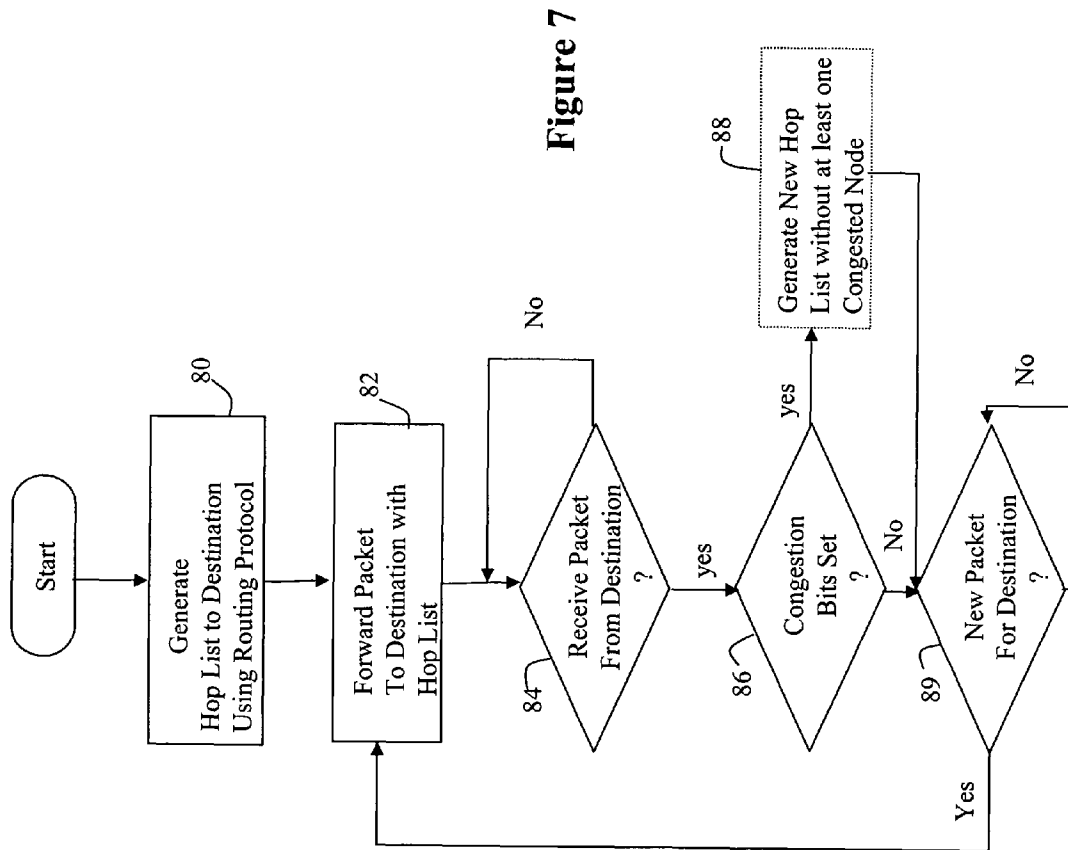 Start
80
Generate
Hop List to Destination
Using Routing Protocol
82
Forward Packet
To Destination with
Hop List
No
84
Receive Packet
From Destination
?
yes
86
Congestion
Bits Set
?
yes
No
88
Generate New Hop
List without at least one
Congested Node
89
New Packet
For Destination
?
No
Yes
Figure 7